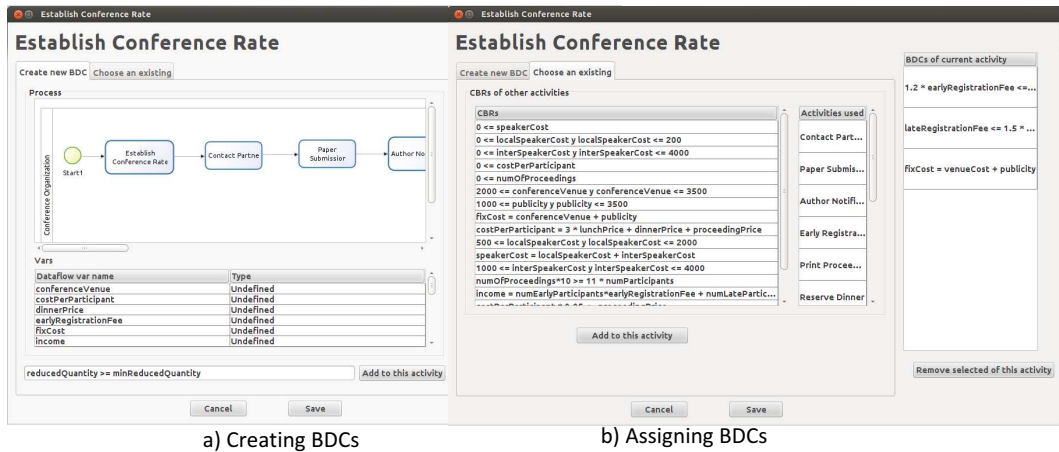 Establish Conference Rate
Establish Conference Rate
Create new BDC Choose an existing
Process
Conference Organization
Start1
Establish
Conference Rate
Contact Partne
Paper
Submissior
Author No
Vars
Dataflow var name Type
conferenceVenue Undefined
costPerParticipant Undefined
dinnerPrice Undefined
earlyRegistrationFee Undefined
fixCost Undefined
income Undefined
reducedQuantity >= minReducedQuantity Add to this activity
Cancel Save
a) Creating BDCs
Establish Conference Rate
Establish Conference Rate
Create new BDC Choose an existing
CBRs of other activities
CBRs
0 <= speakerCost
0 <= localSpeakerCost y localSpeakerCost <= 200
0 <= interSpeakerCost y interSpeakerCost <= 4000
0 <= costPerParticipant
0 <= numOfProceedings
2000 <= conferenceVenue y conferenceVenue <= 3500
1000 <= publicity y publicity <= 3500
fixCost = conferenceVenue + publicity
costPerParticipant = 3 * lunchPrice + dinnerPrice + proceedingPrice
500 <= localSpeakerCost y localSpeakerCost <= 2000
speakerCost = localSpeakerCost + interSpeakerCost
1000 <= interSpeakerCost y interSpeakerCost <= 4000
numOfProceedings*10 >= 11 * numParticipants
income = numEarlyParticipants*earlyRegistrationFee + numLatePartic...
Activities used
Contact Part...
Paper Submis...
Author Notifi...
Early Registra...
Print Procee...
Reserve Dinner
Add to this activity
Cancel Save
BDCs of current activity
1.2 * earlyRegistrationFee <=...
lateRegistrationFee <= 1.5 * ...
fixCost = venueCost + publicity
Remove selected of this activity
b) Assigning BDCs